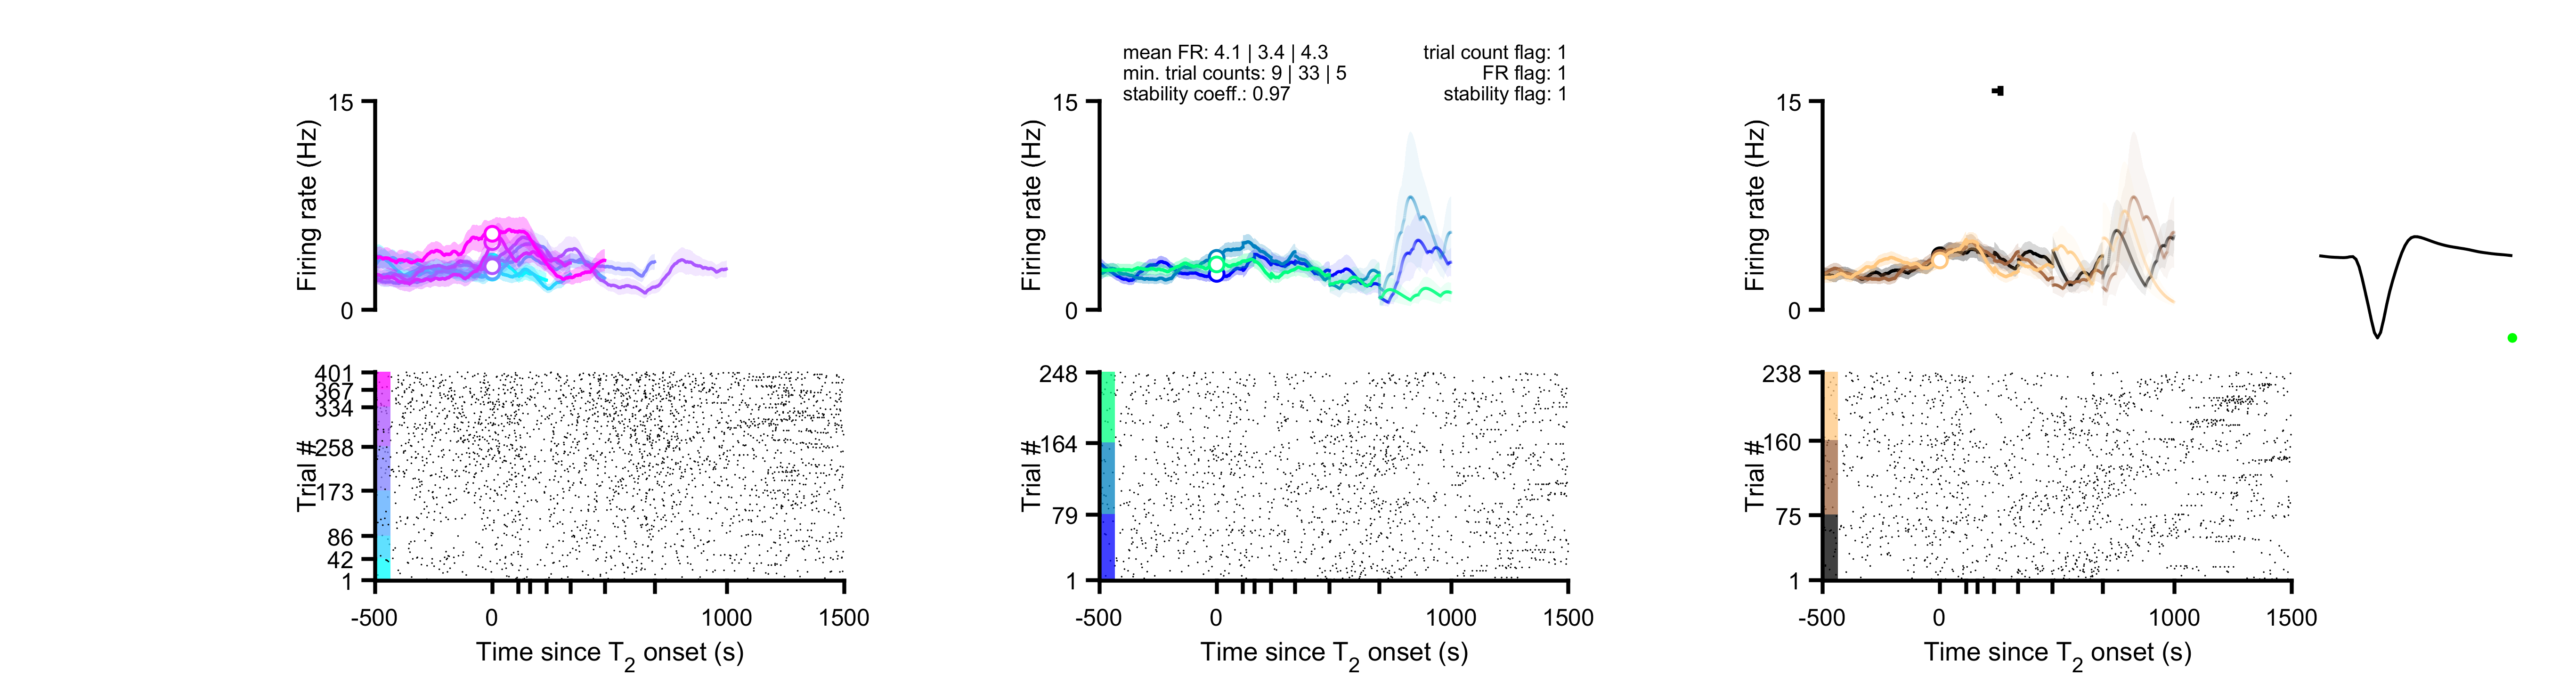 mean FR: 4.1 | 3.4 | 4.3
min. trial counts: 9 | 33 | 5
stability coeff.: 0.97
trial count flag: 1
FR flag: 1
stability flag: 1
Firing rate (Hz)
15
0
Firing rate (Hz)
15
0
Firing rate (Hz)
15
0
Trial #
401
367
334
258
173
86
42
1
-500
0
1000
1500
Time since T2 onset (s)
Trial #
248
164
79
1
-500
0
1000
1500
Time since T2 onset (s)
Trial #
238
160
75
1
-500
0
1000
1500
Time since T2 onset (s)